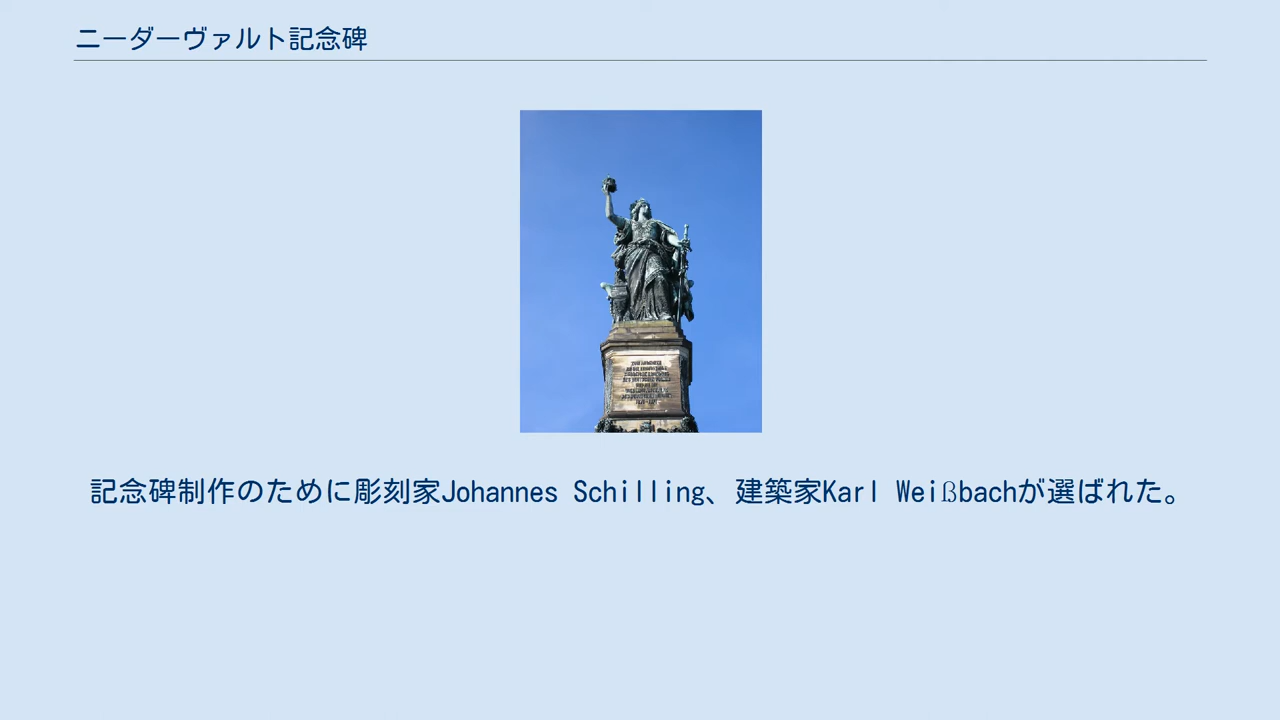 ニーダーヴァルト記念碑
記念碑制作のために彫刻家Johannes Schilling、建築家Karl Weißbachが選ばれた。